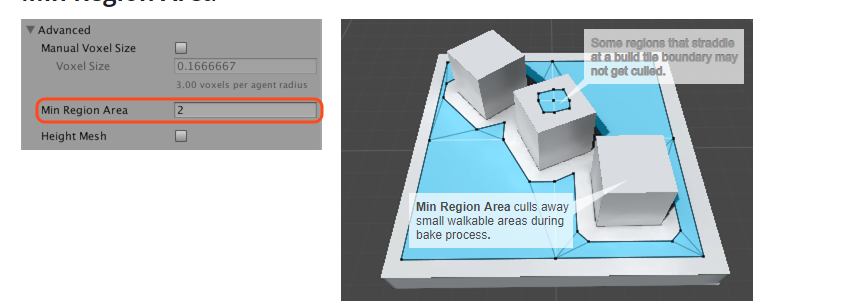 Min Region Area
Advanced
Manual Voxel Size
Voxel Size
0.1666667
3.00 voxels per agent radius
Min Region Area
2
Height Mesh
Some regions that straddle
at a build tile boundary may
not get culled.
Min Region Area culls away
small walkable areas during
bake process.